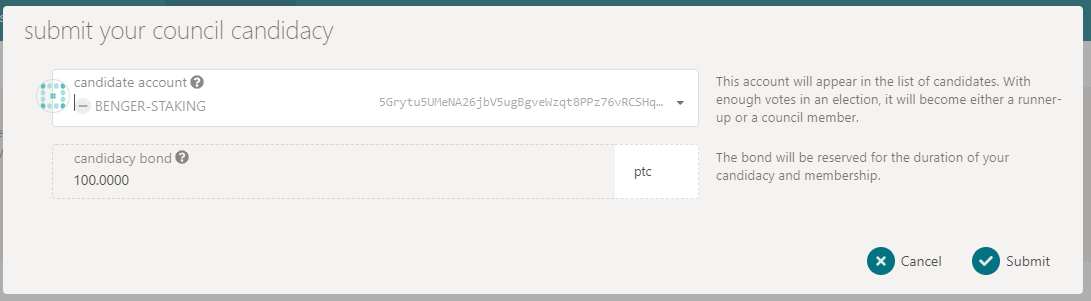 submit your council candidacy
candidate account
BENGER-STAKING 5Grytu5UMeNA26jbV5ugBgveWzqt8PPz76vRCSHq…
This account will appear in the list of candidates. With
enough votes in an election, it will become either a runner-
up or a council member.
candidacy bond
100.0000 ptc
The bond will be reserved for the duration of your
candidacy and membership.
Cancel Submit